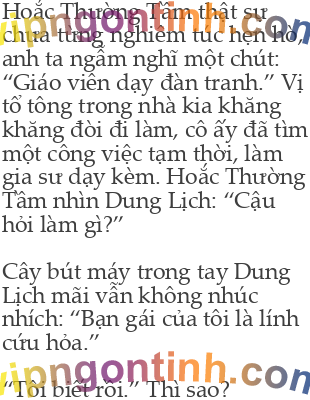 Hoắc Thường Tầm thật sự
chưa từng nghiêm túc hẹn hò,
anh ta ngẫm nghĩ một chút:
“Giáo viên dạy đàn tranh.” Vị
tổ tông trong nhà kia khăng
khăng đòi đi làm, cô ấy đã tìm
một công việc tạm thời, làm
gia sư dạy kèm. Hoắc Thường
Tầm nhìn Dung Lịch: “Cậu
hỏi làm gì?”
Cây bút máy trong tay Dung
Lịch mãi vẫn không nhúc
nhích: “Bạn gái của tôi là lính
cứu hỏa.”
“Tôi biết rồi.” Thì sao?
vipngontinh.com
vipngontinh.com